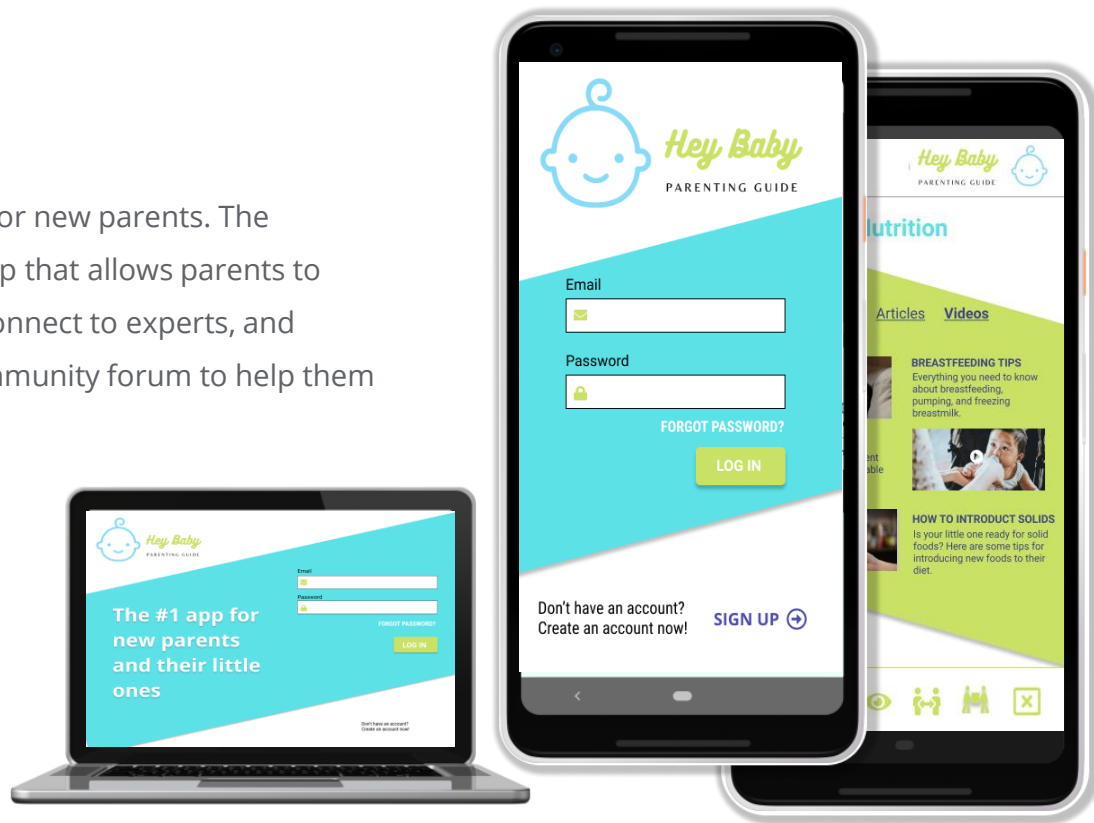 or new parents. The
p that allows parents to
onnect to experts, and
mmunity forum to help them
Hey Baby
PARENTING GUIDE
Email
Password
FORGOT PASSWORD?
LOG IN
Don't have an account?
Create an account now!
SIGN UP
Hey Baby
PARENTING GUIDE
utrition
Articles Videos
BREASTFEEDING TIPS
Everything you need to know
about breastfeeding,
pumping, and freezing
breastmilk.
ent
able
HOW TO INTRODUCT SOLIDS
Is your little one ready for solid
foods? Here are some tips for
introducing new foods to their
diet.
Hey Baby
PARENTING GUIDE
The #1 app for
new parents
and their little
ones
Email
Password
FORGOT PASSWORD?
LOG IN
Don't have an account?
Create an account now!